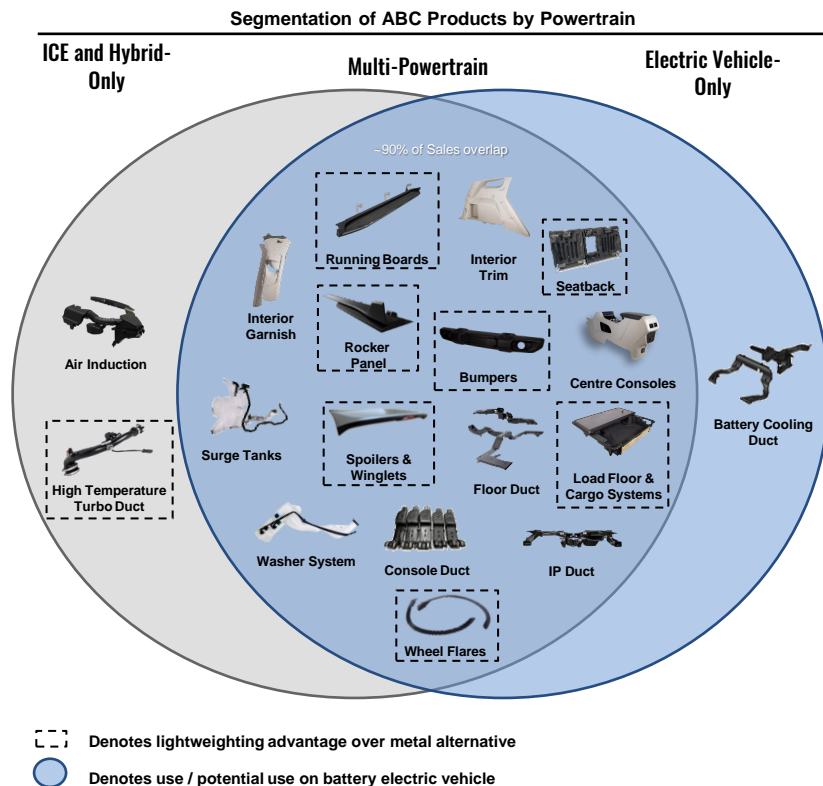 Segmentation of ABC Products by Powertrain
ICE and Hybrid-
Only
Multi-Powertrain
Electric Vehicle-
Only
~90% of Sales overlap
Running Boards
Interior
Trim
Seatback
Interior
Garnish
Rocker
Panel
Bumpers
Centre Consoles
Air Induction
Battery Cooling
Duct
Surge Tanks
Spoilers &
Winglets
Floor Duct
Load Floor &
Cargo Systems
High Temperature
Turbo Duct
Washer System
Console Duct
IP Duct
Wheel Flares
Denotes lightweighting advantage over metal alternative
Denotes use / potential use on battery electric vehicle